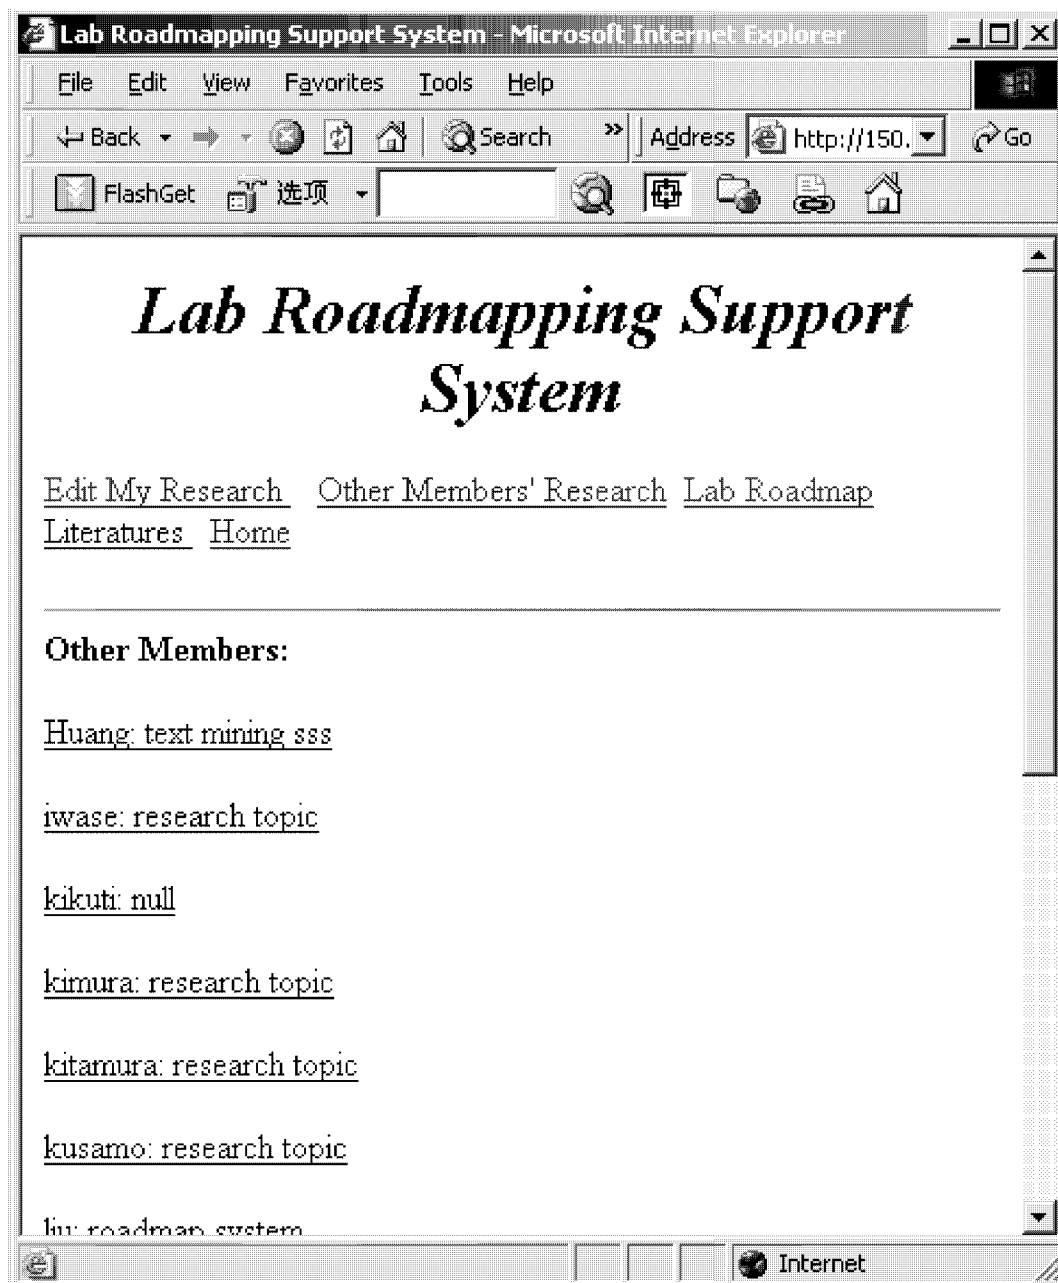 Lab Roadmapping Support System - Microsoft Internet Explorer
File Edit View Favorites Tools Help
Back Search » Address http://150. Go
FlashGet 选项
Lab Roadmapping Support
System
Edit My Research Other Members' Research Lab Roadmap
Literatures Home
Other Members:
Huang: text mining sss
iwase: research topic
kikuti: null
kimura: research topic
kitamura: research topic
kusamo: research topic
liu: roadmap system
Internet